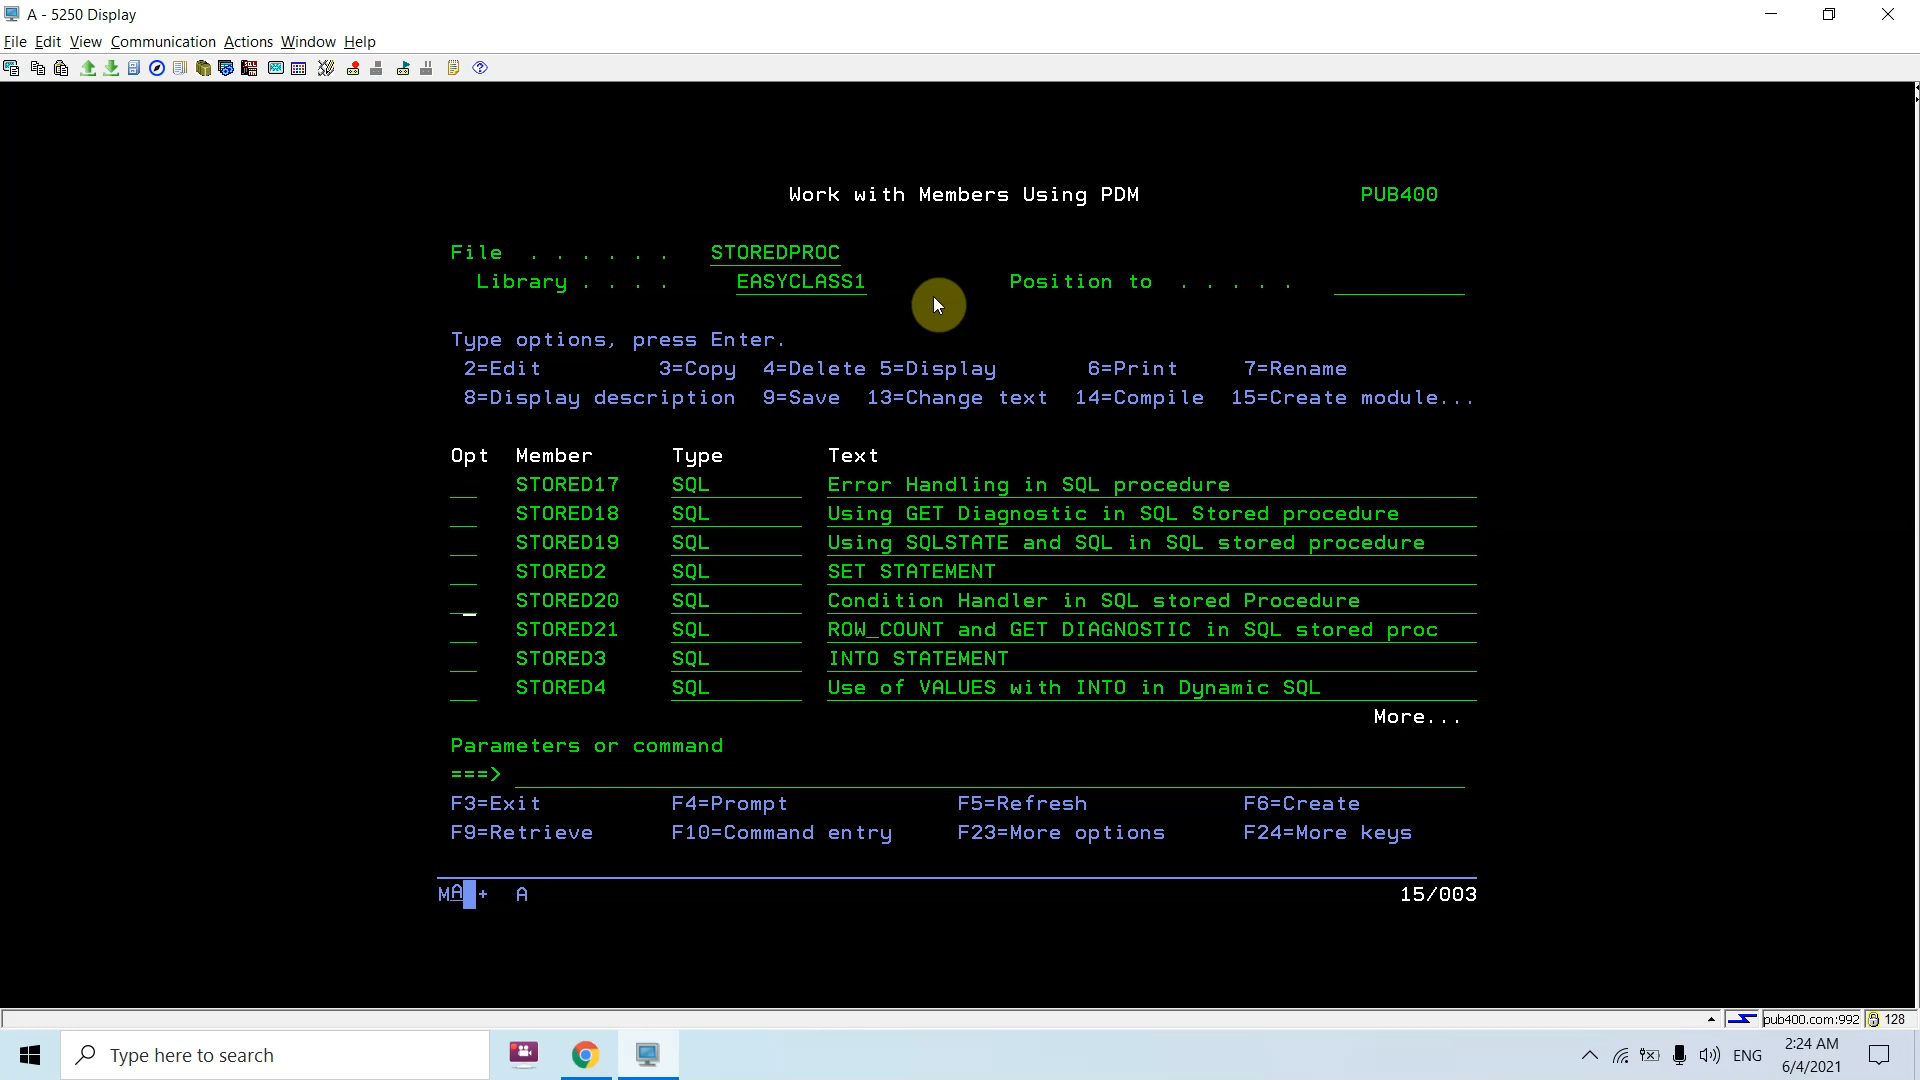 A - 5250 Display
File Edit View Communication Actions Window Help
Work with Members Using PDM PUB400
File . . . . . . STOREDPROC
Library . . . . EASYCLASS1 Position to . . . . .
Type options, press Enter.
2=Edit 3=Copy 4=Delete 5=Display 6=Print 7=Rename
8=Display description 9=Save 13=Change text 14=Compile 15=Create module...
Opt Member Type Text
STORED17 SQL Error Handling in SQL procedure
STORED18 SQL Using GET Diagnostic in SQL Stored procedure
STORED19 SQL Using SQLSTATE and SQL in SQL stored procedure
STORED2 SQL SET STATEMENT
STORED20 SQL Condition Handler in SQL stored Procedure
STORED21 SQL ROW_COUNT and GET DIAGNOSTIC in SQL stored proc
STORED3 SQL INTO STATEMENT
STORED4 SQL Use of VALUES with INTO in Dynamic SQL
More...
Parameters or command
===>
F3=Exit F4=Prompt F5=Refresh F6=Create
F9=Retrieve F10=Command entry F23=More options F24=More keys
MA + A 15/003
pub400.com:992 128
Type here to search ENG 2:24 AM
6/4/2021